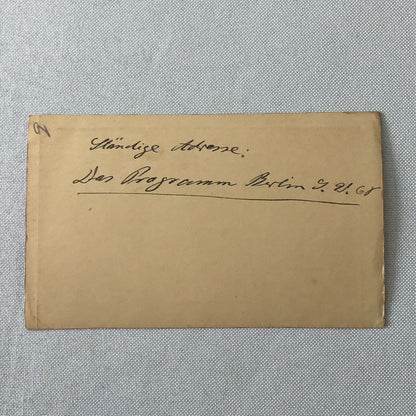 Ständige Adresse:
Das Programm Berlin S. W. 68